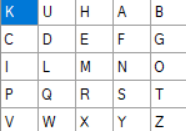 K U H A B
C D E F G
I L M N O
P Q R S T
V W X Y Z